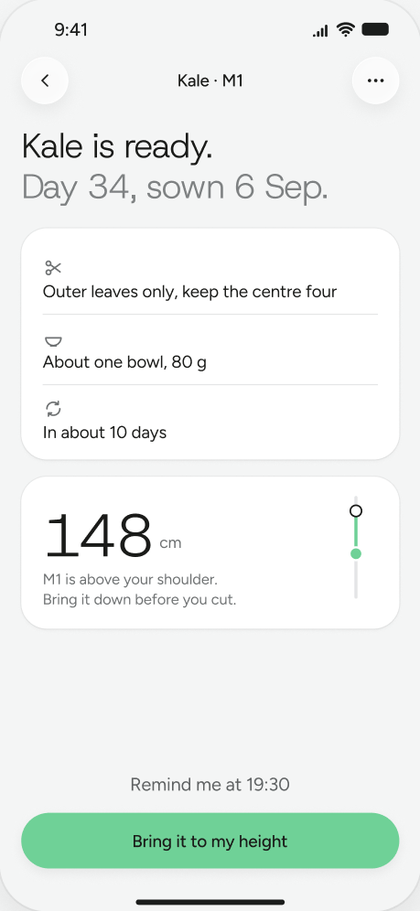 9:41
Kale · M1
Kale is ready.
Day 34, sown 6 Sep.
Outer leaves only, keep the centre four
About one bowl, 80 g
In about 10 days
148 cm
M1 is above your shoulder.
Bring it down before you cut.
Remind me at 19:30
Bring it to my height